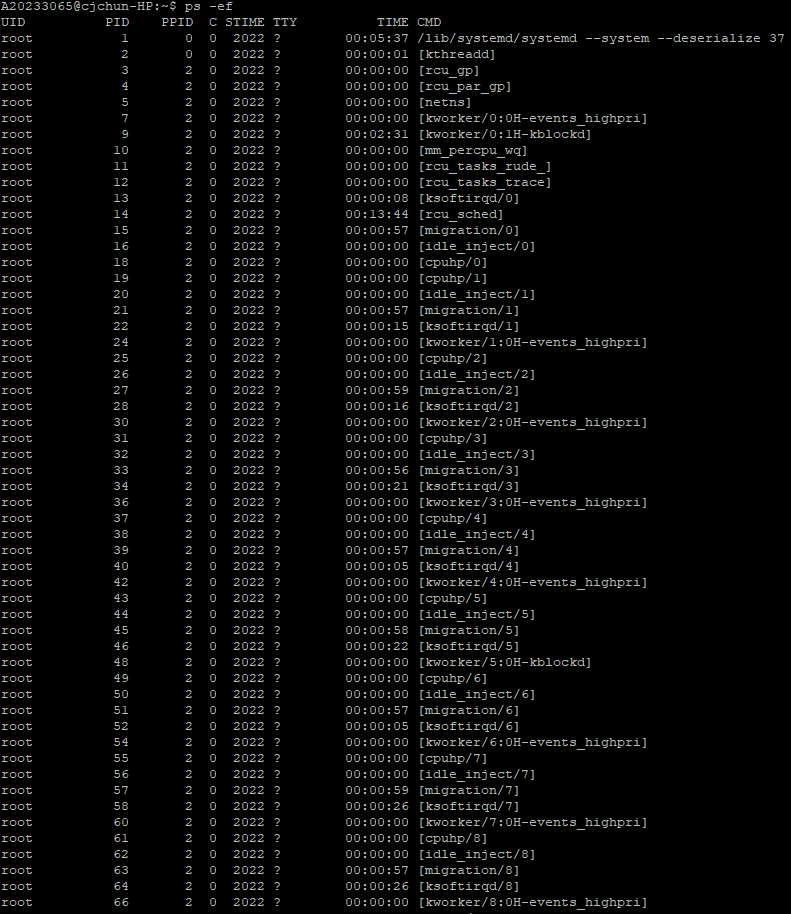 A20233065@cjchun-HP:~$ ps -ef
UID          PID    PPID  C STIME TTY          TIME CMD
root           1       0  0  2022 ?        00:05:37 /lib/systemd/systemd --system --deserialize 37
root           2       0  0  2022 ?        00:00:01 [kthreadd]
root           3       2  0  2022 ?        00:00:00 [rcu_gp]
root           4       2  0  2022 ?        00:00:00 [rcu_par_gp]
root           5       2  0  2022 ?        00:00:00 [netns]
root           7       2  0  2022 ?        00:00:00 [kworker/0:0H-events_highpri]
root           9       2  0  2022 ?        00:02:31 [kworker/0:1H-kblockd]
root          10       2  0  2022 ?        00:00:00 [mm_percpu_wq]
root          11       2  0  2022 ?        00:00:00 [rcu_tasks_rude_]
root          12       2  0  2022 ?        00:00:00 [rcu_tasks_trace]
root          13       2  0  2022 ?        00:00:08 [ksoftirqd/0]
root          14       2  0  2022 ?        00:13:44 [rcu_sched]
root          15       2  0  2022 ?        00:00:57 [migration/0]
root          16       2  0  2022 ?        00:00:00 [idle_inject/0]
root          18       2  0  2022 ?        00:00:00 [cpuhp/0]
root          19       2  0  2022 ?        00:00:00 [cpuhp/1]
root          20       2  0  2022 ?        00:00:00 [idle_inject/1]
root          21       2  0  2022 ?        00:00:57 [migration/1]
root          22       2  0  2022 ?        00:00:15 [ksoftirqd/1]
root          24       2  0  2022 ?        00:00:00 [kworker/1:0H-events_highpri]
root          25       2  0  2022 ?        00:00:00 [cpuhp/2]
root          26       2  0  2022 ?        00:00:00 [idle_inject/2]
root          27       2  0  2022 ?        00:00:59 [migration/2]
root          28       2  0  2022 ?        00:00:16 [ksoftirqd/2]
root          30       2  0  2022 ?        00:00:00 [kworker/2:0H-events_highpri]
root          31       2  0  2022 ?        00:00:00 [cpuhp/3]
root          32       2  0  2022 ?        00:00:00 [idle_inject/3]
root          33       2  0  2022 ?        00:00:56 [migration/3]
root          34       2  0  2022 ?        00:00:21 [ksoftirqd/3]
root          36       2  0  2022 ?        00:00:00 [kworker/3:0H-events_highpri]
root          37       2  0  2022 ?        00:00:00 [cpuhp/4]
root          38       2  0  2022 ?        00:00:00 [idle_inject/4]
root          39       2  0  2022 ?        00:00:57 [migration/4]
root          40       2  0  2022 ?        00:00:05 [ksoftirqd/4]
root          42       2  0  2022 ?        00:00:00 [kworker/4:0H-events_highpri]
root          43       2  0  2022 ?        00:00:00 [cpuhp/5]
root          44       2  0  2022 ?        00:00:00 [idle_inject/5]
root          45       2  0  2022 ?        00:00:58 [migration/5]
root          46       2  0  2022 ?        00:00:22 [ksoftirqd/5]
root          48       2  0  2022 ?        00:00:00 [kworker/5:0H-kblockd]
root          49       2  0  2022 ?        00:00:00 [cpuhp/6]
root          50       2  0  2022 ?        00:00:00 [idle_inject/6]
root          51       2  0  2022 ?        00:00:57 [migration/6]
root          52       2  0  2022 ?        00:00:05 [ksoftirqd/6]
root          54       2  0  2022 ?        00:00:00 [kworker/6:0H-events_highpri]
root          55       2  0  2022 ?        00:00:00 [cpuhp/7]
root          56       2  0  2022 ?        00:00:00 [idle_inject/7]
root          57       2  0  2022 ?        00:00:59 [migration/7]
root          58       2  0  2022 ?        00:00:26 [ksoftirqd/7]
root          60       2  0  2022 ?        00:00:00 [kworker/7:0H-events_highpri]
root          61       2  0  2022 ?        00:00:00 [cpuhp/8]
root          62       2  0  2022 ?        00:00:00 [idle_inject/8]
root          63       2  0  2022 ?        00:00:57 [migration/8]
root          64       2  0  2022 ?        00:00:26 [ksoftirqd/8]
root          66       2  0  2022 ?        00:00:00 [kworker/8:0H-events_highpri]